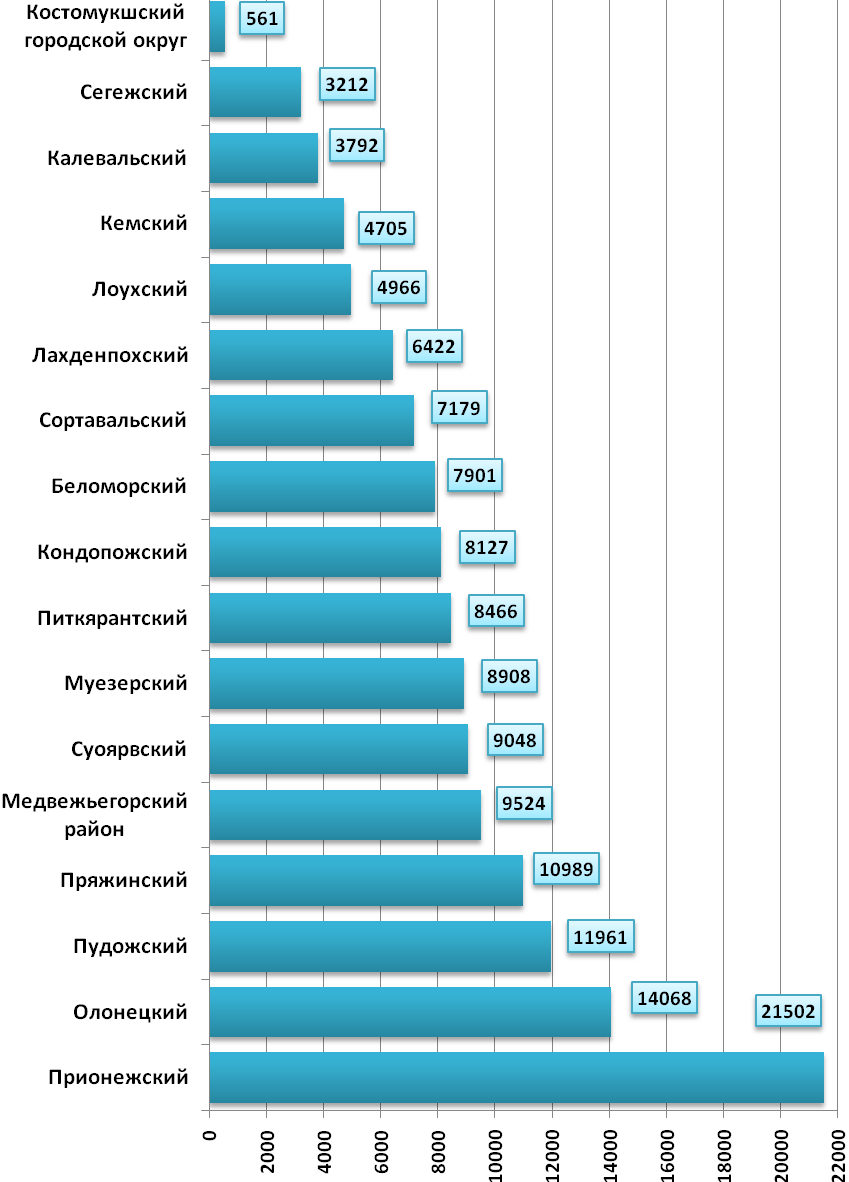 Костомукшский
городской округ
561
Сегежский
3212
Калевальский
3792
Кемский
4705
Лоухский
4966
Лахденпохский
6422
Сортавальский
7179
Беломорский
7901
Кондопожский
8127
Питкярантский
8466
Муезерский
8908
Суоярвский
9048
Медвежьегорский
район
9524
Пряжинский
10989
Пудожский
11961
Олонецкий
14068
21502
Прионежский
0
2000
4000
6000
8000
10000
12000
14000
16000
18000
20000
22000